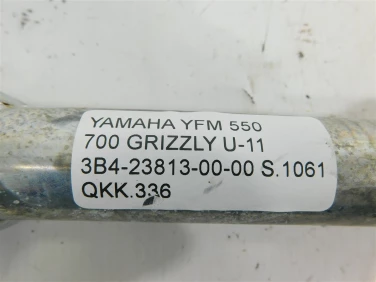 YAMAHA YFM 550
700 GRIZZLY U-11
3B4-23813-00-00 S.1061
QKK.336